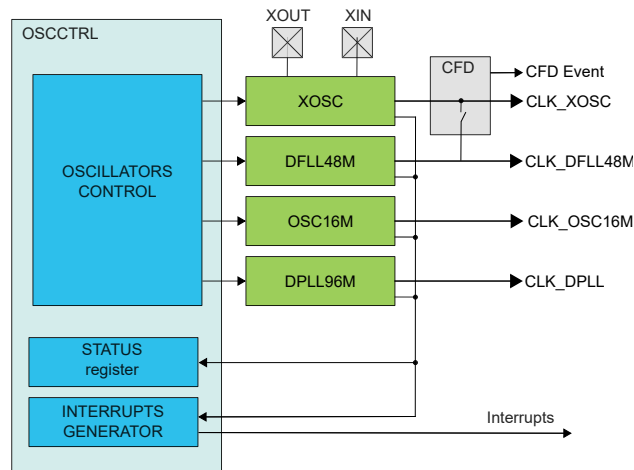 XOUT
XIN
OSCCTRL
CFD
CFD Event
XOSC
CLK_XOSC
OSCILLATORS
CONTROL
DFLL48M
CLK_DFLL48M
OSC16M
CLK_OSC16M
DPLL96M
CLK_DPLL
STATUS
register
INTERRUPTS
GENERATOR
Interrupts